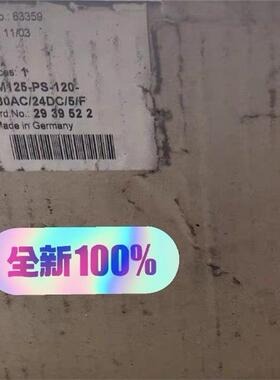 o.: 63359
11/03
ces: 1
M125-PS-120-
30AC/24DC/5/F
rd.No.: 29 39 52 2
Made in Germany
全新100%